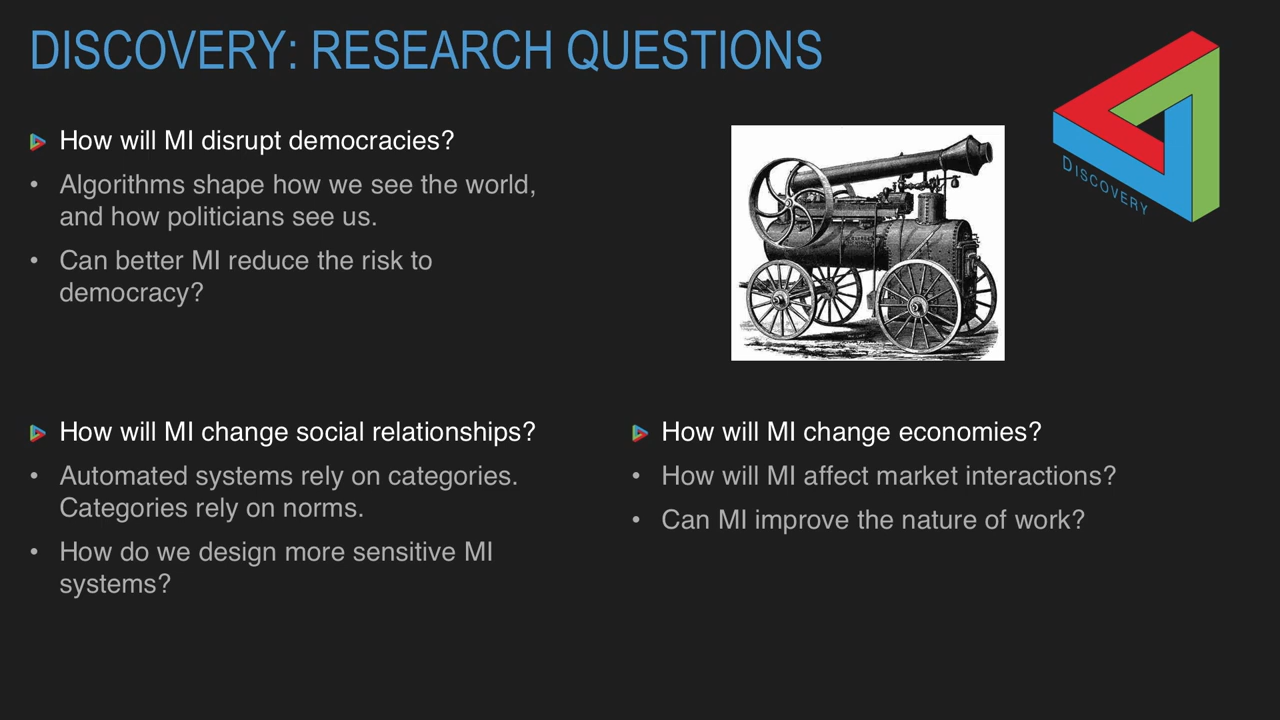 DISCOVERY: RESEARCH QUESTIONS
DISCOVERY
How will MI disrupt democracies?
• Algorithms shape how we see the world,
and how politicians see us.
• Can better MI reduce the risk to
democracy?
How will MI change social relationships?
• Automated systems rely on categories.
Categories rely on norms.
• How do we design more sensitive MI
systems?
How will MI change economies?
• How will MI affect market interactions?
• Can MI improve the nature of work?